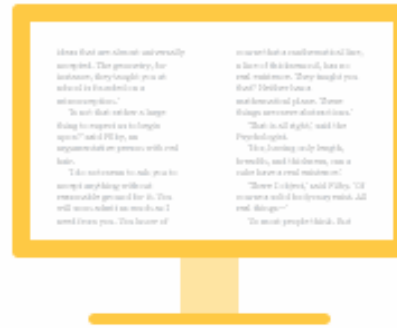 ideas that are almost universally
accepted. The geometry, for
instance, they taught you at
school is founded on a
misconception.'
'Is not that rather a large
thing to expect us to begin
upon?' said Filby, an
argumentative person with red
hair.
'I do not mean to ask you to
accept anything without
reasonable ground for it. You
will soon admit as much as I
need from you. You know of
course that a mathematical line,
a line of thickness nil, has no
real existence. They taught you
that? Neither has a
mathematical plane. These
things are mere abstractions.'
'That is all right,' said the
Psychologist.
'Nor, having only length,
breadth, and thickness, can a
cube have a real existence.'
'There I object,' said Filby. 'Of
course a solid body may exist. All
real things—'
'So most people think. But